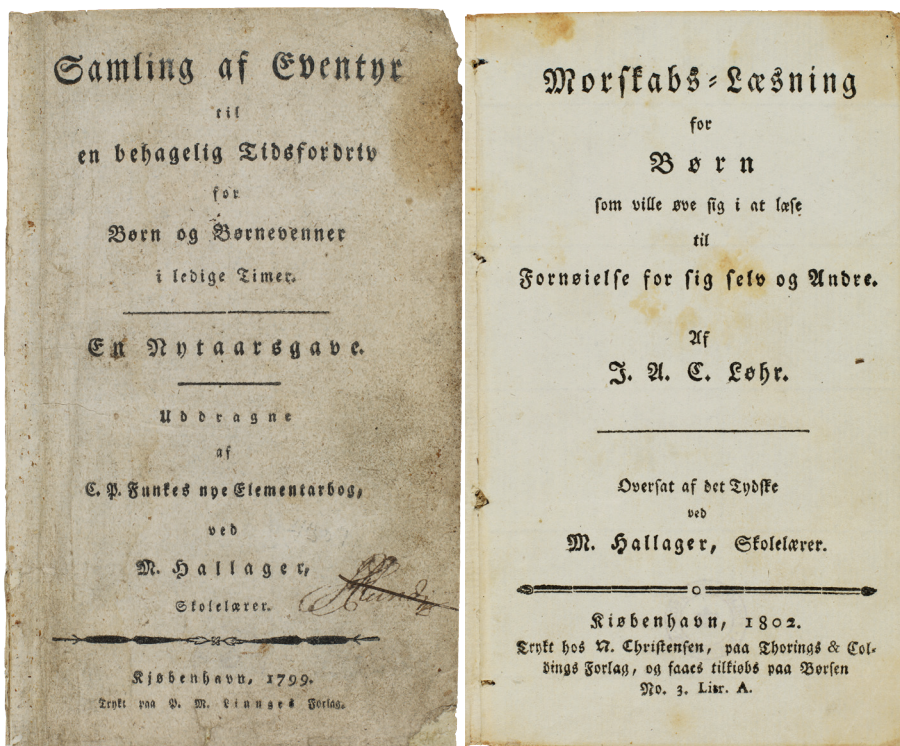 Samling af Eventyr
til
en behagelig Tidsfordriv
for
Børn og Børnevenner
i ledige Timer.
En Nytaarsgave.
Uddragne
af
C. P. Funkes nye Elementarbog,
ved
M. Hallager,
Skolelærer.
Kjøbenhavn, 1799.
Trykt paa P. M. Liunges Forlag.
Morskabs-Læsning
for
Børn
som ville øve sig i at læse
til
Fornøielse for sig selv og Andre.
Af
J. A. C. Løhr.
Oversat af det Tydske
ved
M. Hallager, Skolelærer.
Kiøbenhavn, 1802.
Trykt hos N. Christensen, paa Thorings & Col-
dings Forlag, og faaes tilkiøbs paa Børsen
No. 3. Litr. A.